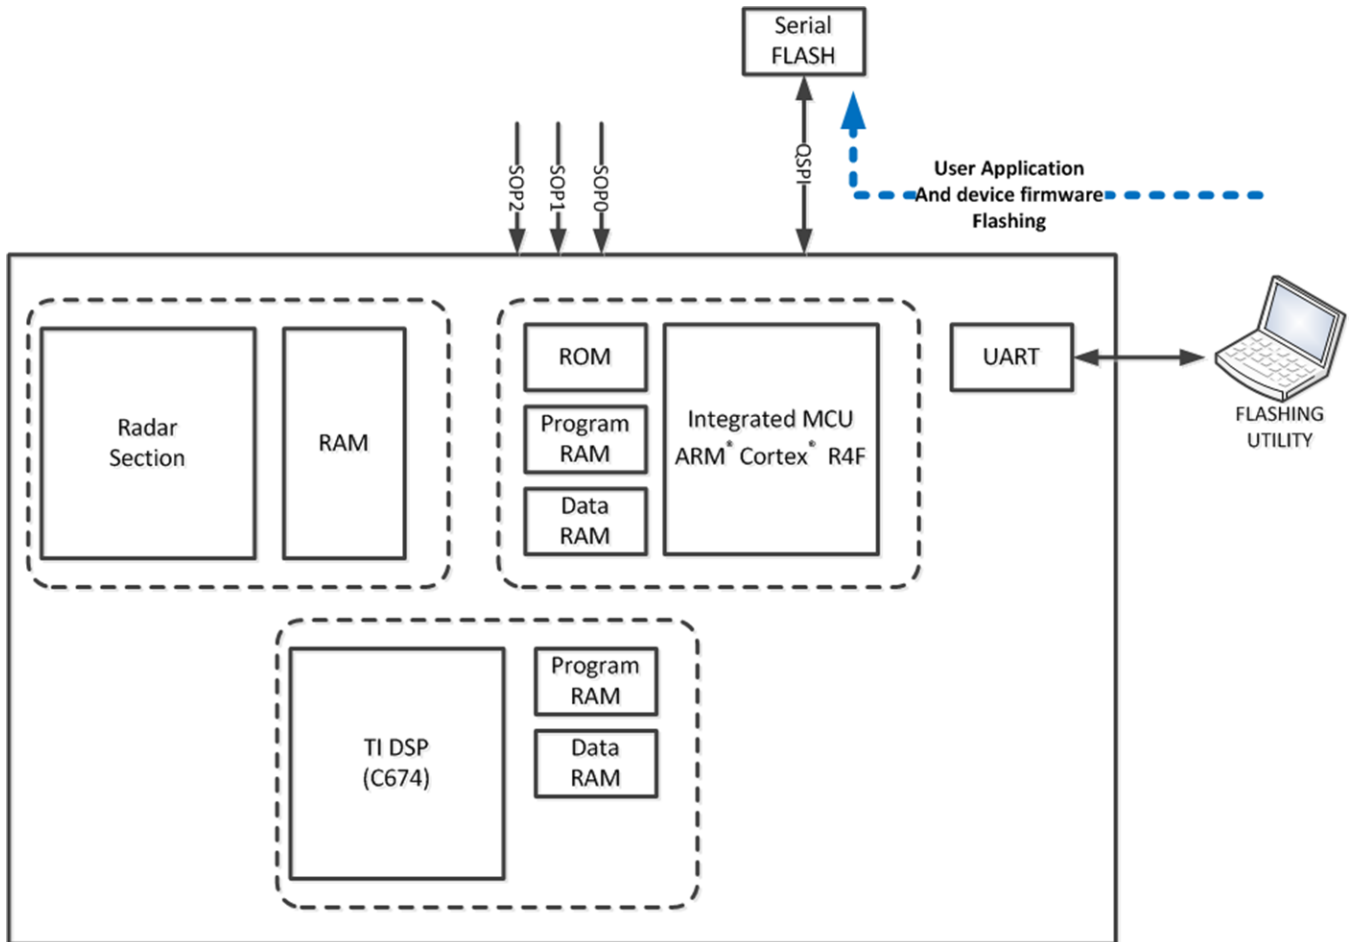 Serial
FLASH
SOP2
SOP1
SOP0
QSPI
User Application
And device firmware
Flashing
Radar
Section
RAM
ROM
Program
RAM
Data
RAM
Integrated MCU
ARM® Cortex® R4F
UART
FLASHING
UTILITY
TI DSP
(C674)
Program
RAM
Data
RAM